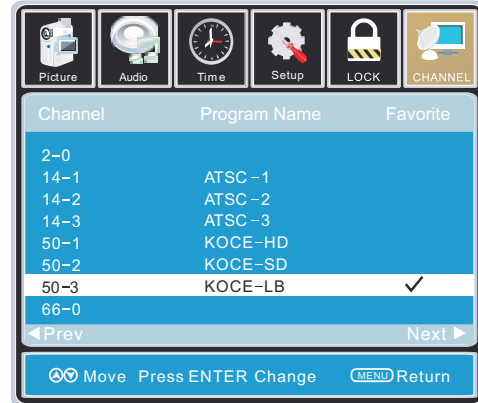 Picture Audio Time Setup LOCK CHANNEL
Channel Program Name Favorite
2-0
14-1 ATSC-1
14-2 ATSC-2
14-3 ATSC-3
50-1 KOCE-HD
50-2 KOCE-SD
50-3 KOCE-LB ✓
66-0
◀Prev Next▶
Move Press ENTER Change MENU Return